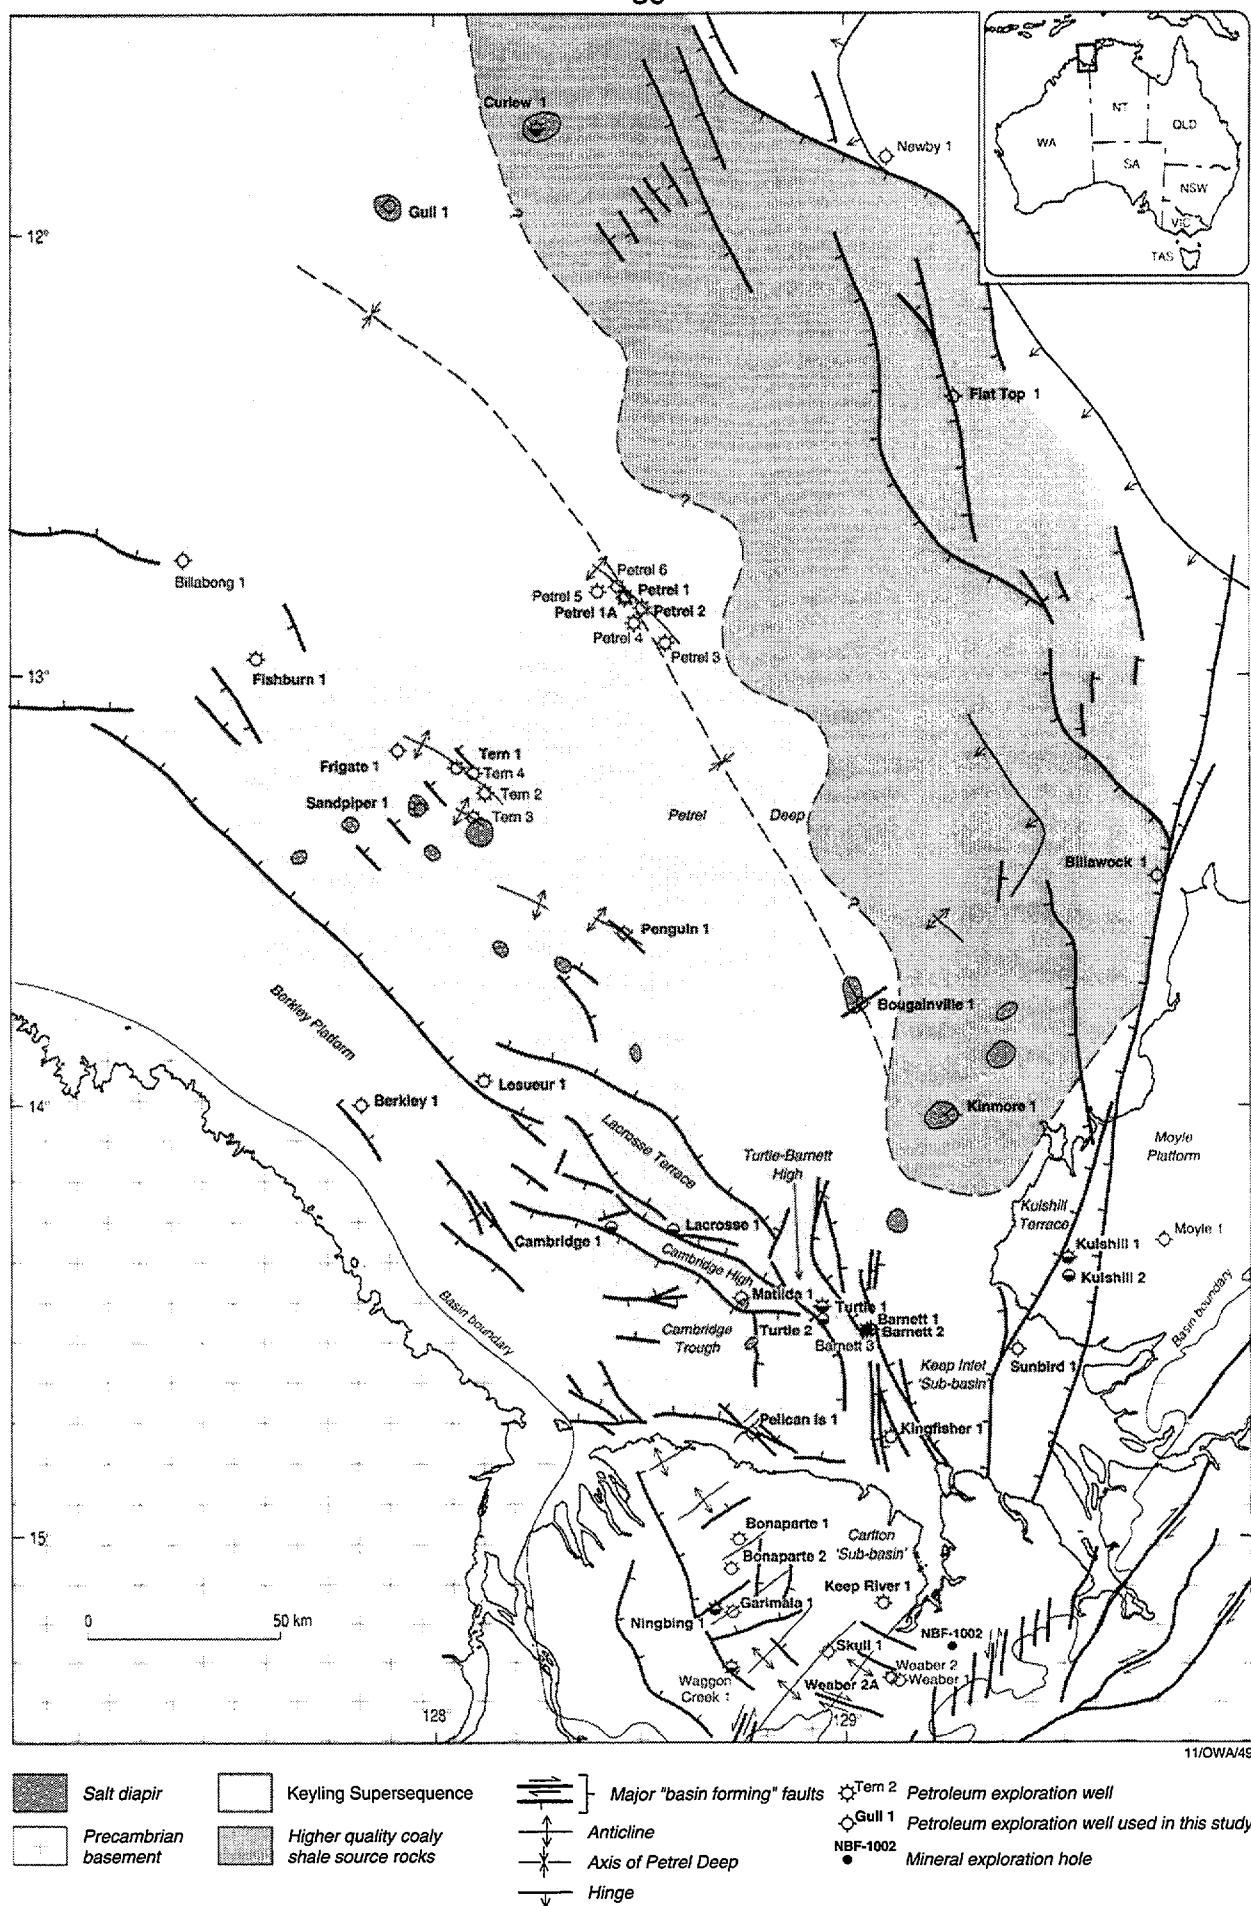 Curlew 1
Gull 1
Newby 1
NT
QLD
WA
SA
NSW
VIC
TAS
12°
Flat Top 1
?
Billabong 1
Petrel 6
Petrel 5
Petrel 1
Petrel 1A
Petrel 2
Petrel 4
Petrel 3
Fishburn 1
13°
Frigate 1
Tern 1
Tern 4
Tern 2
Sandpiper 1
Tern 3
Petrel Deep
Billawock 1
?
Penguin 1
Berkley Platform
Bougainville 1
Lesueur 1
Berkley 1
14°
Kinmore 1
Lacrosse Terrace
Turtle-Barnett
High
Moyle
Platform
Kulshill
Terrace
Cambridge 1
Lacrosse 1
Moyle 1
Kulshill 1
Kulshill 2
Cambridge High
Basin boundary
Basin boundary
Matilda 1
Turtle 1
Turtle 2
Barnett 1
Barnett 2
Barnett 3
Cambridge
Trough
Keep Inlet
'Sub-basin'
Sunbird 1
Pelican Is 1
Kingfisher 1
15°
Bonaparte 1
Bonaparte 2
Carlton
'Sub-basin'
Keep River 1
Garimala 1
Ningbing 1
0 50 km
Skull 1
NBF-1002
Waggon
Creek 1
Weaber 2A
Weaber 2
Weaber 1
128°
129°
11/OWA/49
Salt diapir
Precambrian
basement
Keyling Supersequence
Higher quality coaly
shale source rocks
Major "basin forming" faults
Anticline
Axis of Petrel Deep
Hinge
Tern 2 Petroleum exploration well
Gull 1 Petroleum exploration well used in this study
NBF-1002 Mineral exploration hole